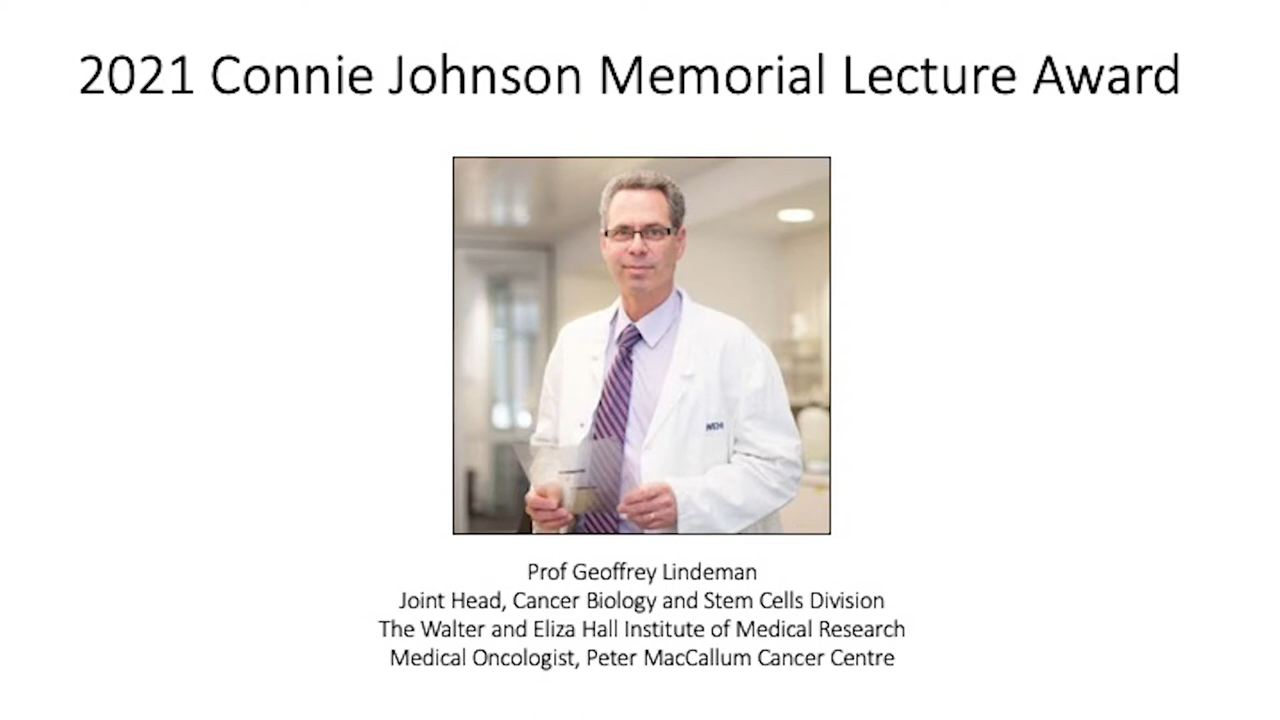 2021 Connie Johnson Memorial Lecture Award
WEHI
Prof Geoffrey Lindeman
Joint Head, Cancer Biology and Stem Cells Division
The Walter and Eliza Hall Institute of Medical Research
Medical Oncologist, Peter MacCallum Cancer Centre